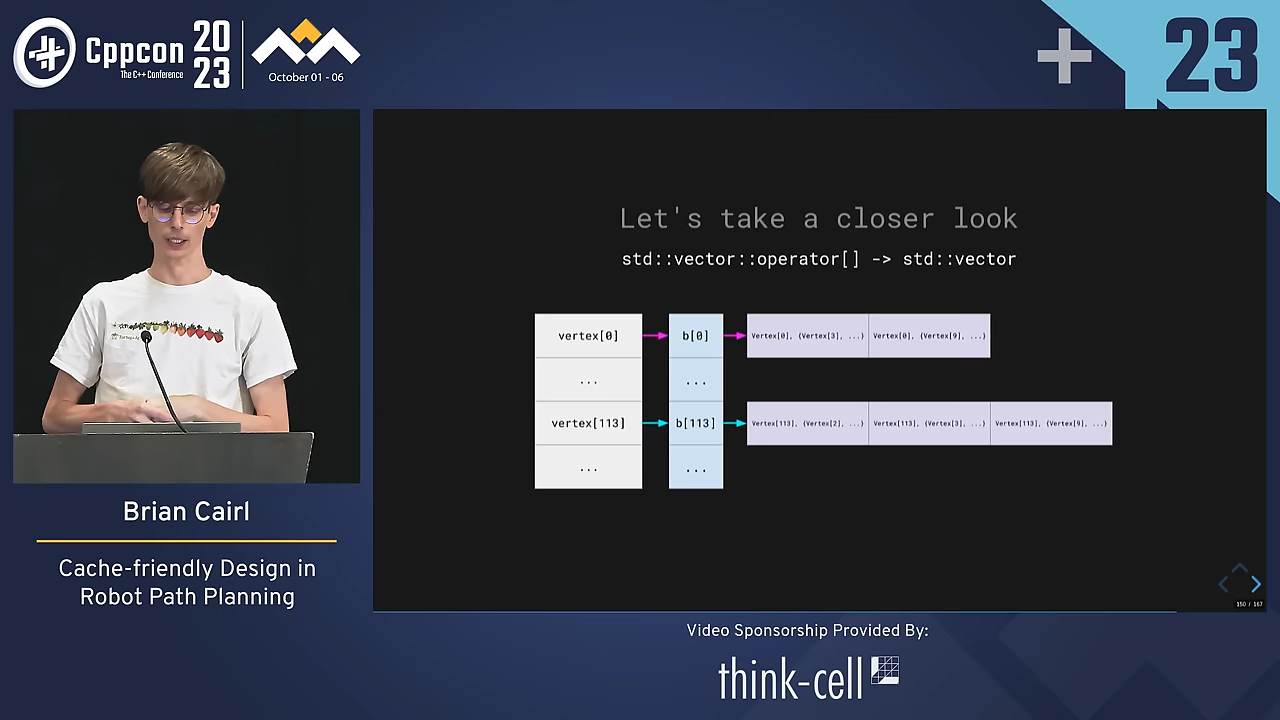 Cppcon
The C++ Conference
20
23
October 01 - 06
23
Let's take a closer look
std::vector::operator[] -> std::vector
vertex[0]
b[0]
Vertex[0], (Vertex[3], ...)
Vertex[0], (Vertex[9], ...)
...
...
vertex[113]
b[113]
Vertex[113], (Vertex[2], ...)
Vertex[113], (Vertex[3], ...)
Vertex[113], (Vertex[9], ...)
...
...
150 / 167
Brian Cairl
Cache-friendly Design in
Robot Path Planning
Video Sponsorship Provided By:
think-cell